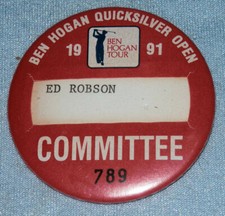 BEN HOGAN QUICKSILVER OPEN
19 91
BEN
HOGAN
TOUR
ED ROBSON
COMMITTEE
789